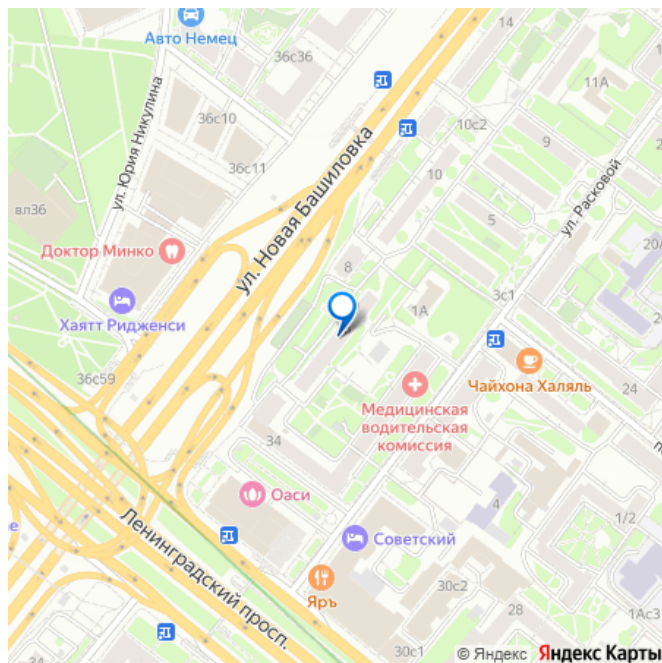 14
Авто Немец
36с36
11А
ул. Юрия Никулина
36с10
10с2
9
ул. Новая Башиловка
36с11
10
ул. Расковой
вл36
5
Доктор Минко
8
3с1
1А
Хаятт Ридженси
36с59
Чайхона Халяль
24
Медицинская
водительская
комиссия
34
Оаси
4
1/2
Ленинградский просп.
Советский
Яръ
30с2
28
1Ас3
34
30с1
© Яндекс Яндекс Карты